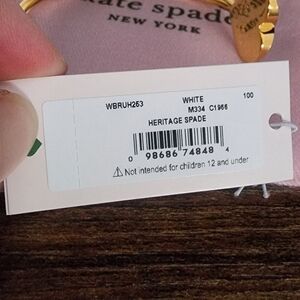 kate spade
NEW YORK
WBRUH263 WHITE 100
M334 C1966
HERITAGE SPADE
0 98686 74848 4
⚠ Not intended for children 12 and under